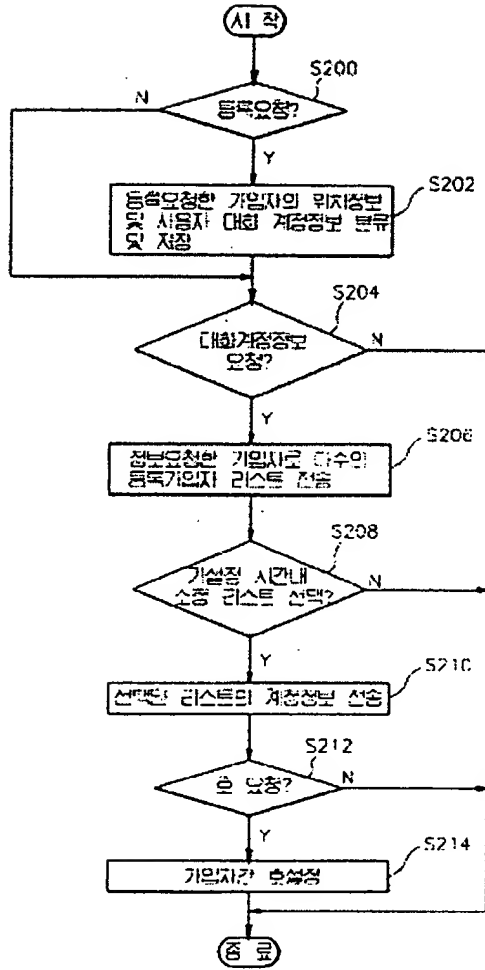 시 작
S200
N
등록요청?
Y
S202
등록요청한 가입자의 위치정보
및 사용자 대화 계정정보 분류
및 저장
S204
대화계정정보
N
요청?
Y
S206
정보요청한 가입자로 다수의
등록가입자 리스트 전송
S208
기설정 시간내
N
소정 리스트 선택?
Y
S210
선택된 리스트의 계정정보 전송
S212
호 요청?
N
Y
S214
가입자간 호설정
종 료